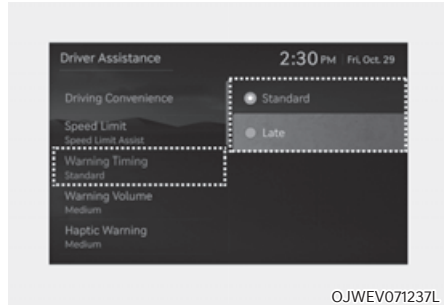 Driver Assistance 2:30 PM Fri, Oct. 29
Driving Convenience
Standard
Speed Limit
Speed Limit Assist
Late
Warning Timing
Standard
Warning Volume
Medium
Haptic Warning
Medium
OJWEV071237L